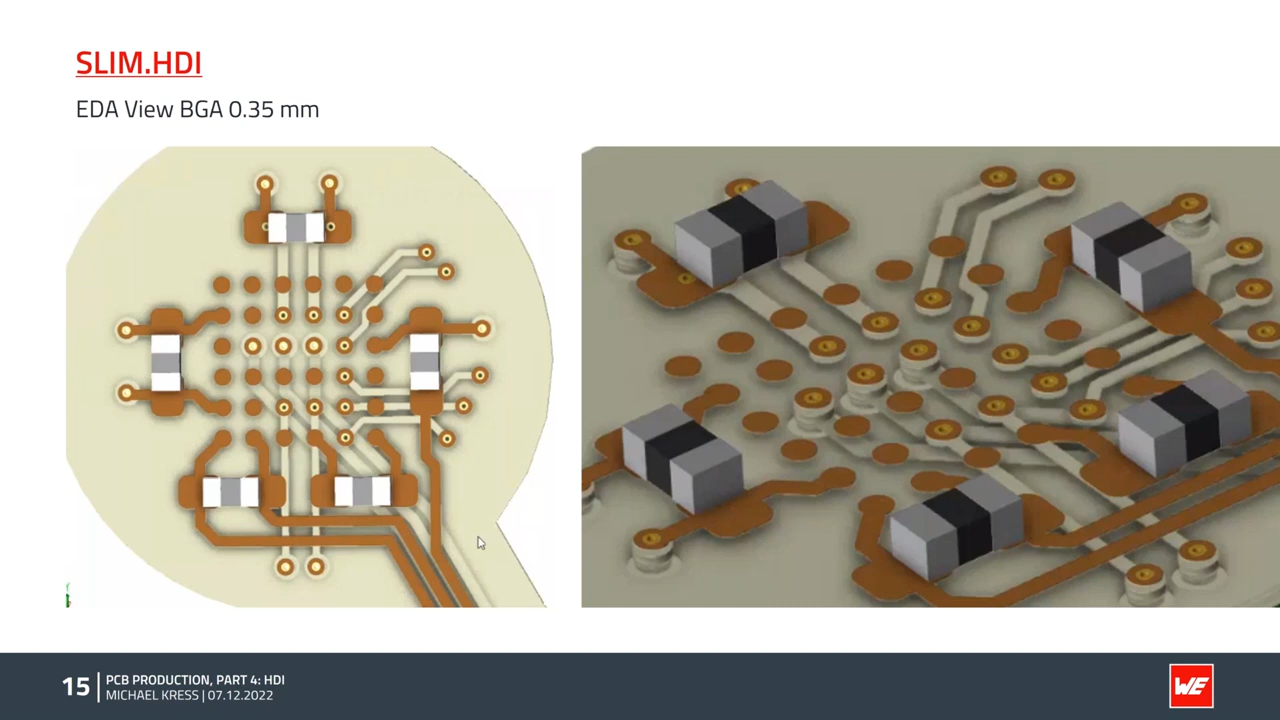 SLIM.HDI
EDA View BGA 0.35 mm
15
PCB PRODUCTION, PART 4: HDI
MICHAEL KRESS | 07.12.2022
WE